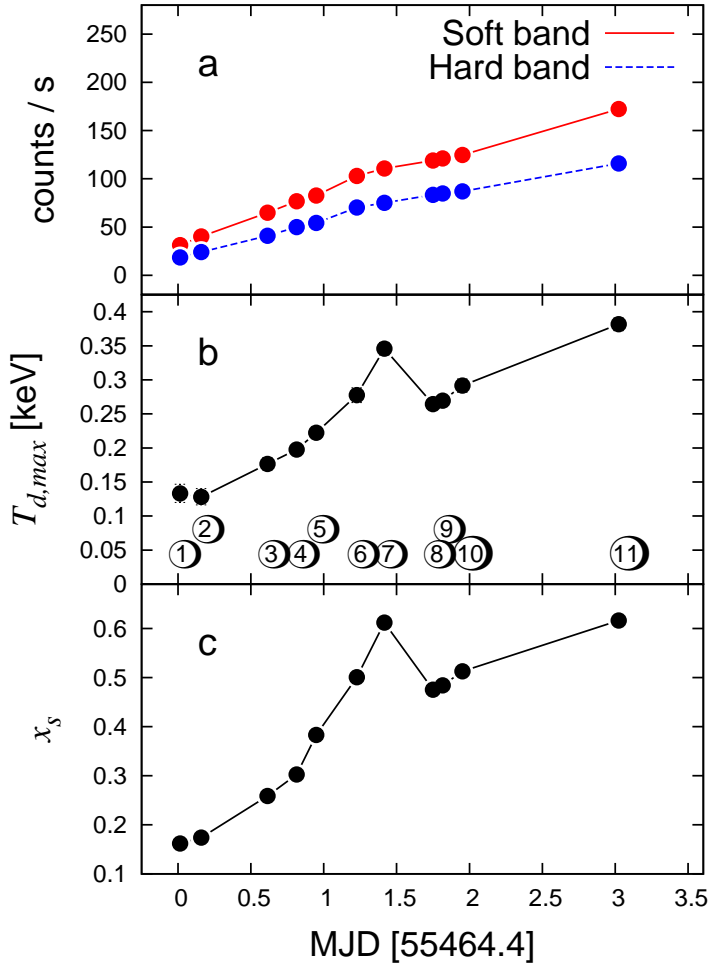 250
200
150
100
50
0
counts / s
a
Soft band
Hard band
0.4
0.35
0.3
0.25
0.2
0.15
0.1
0.05
0
T_{d,max} [keV]
b
1 2 3 4 5 6 7 8 9 10 11
0.6
0.5
0.4
0.3
0.2
0.1
x_s
c
0 0.5 1 1.5 2 2.5 3 3.5
MJD [55464.4]